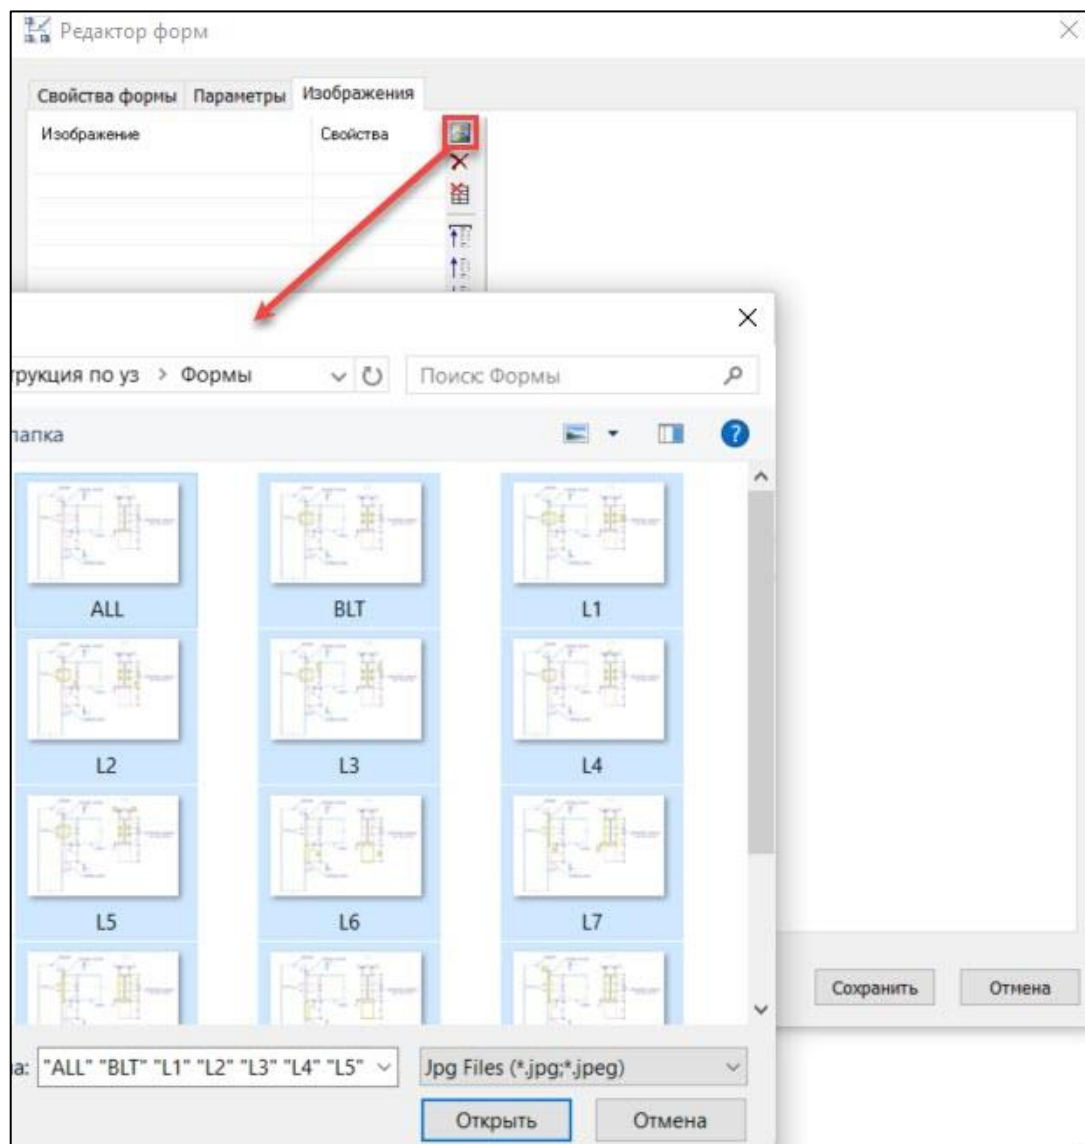 Редактор форм
Свойства формы Параметры Изображения
Изображение Свойства
трукция по уз > Формы Поиск: Формы
папка
ALL BLT L1
L2 L3 L4
L5 L6 L7
а: "ALL" "BLT" "L1" "L2" "L3" "L4" "L5" Jpg Files (*.jpg;*.jpeg)
Открыть Отмена
Сохранить Отмена